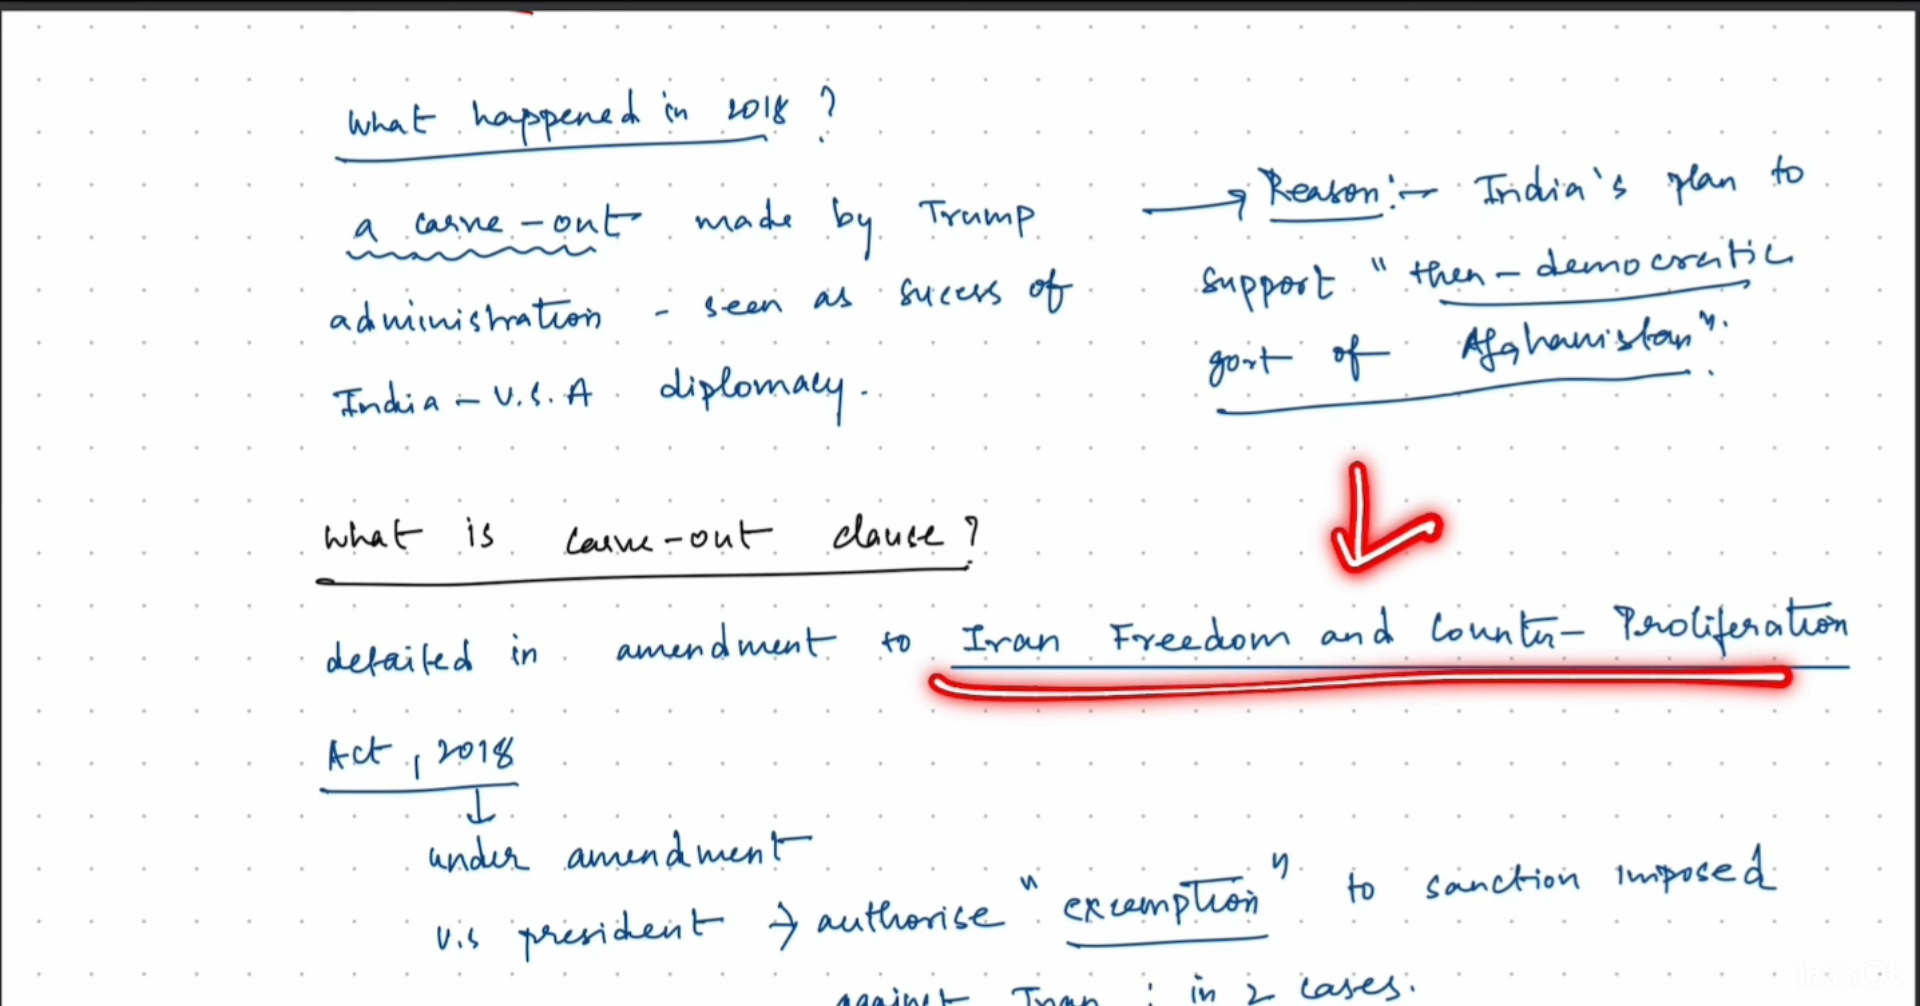 What happened in 2018 ?
a carve-out made by Trump
administration - seen as sucess of
India - U.S.A diplomacy.
→ Reason:- India's plan to
support "then-democratic
govt of Afghanistan".
What is carve-out clause?
detailed in amendment to Iran Freedom and Counter-Proliferation
Act, 2018
under amendment
U.S president → authorise "exemption" to sanction imposed
against Iran : in 2 cases.